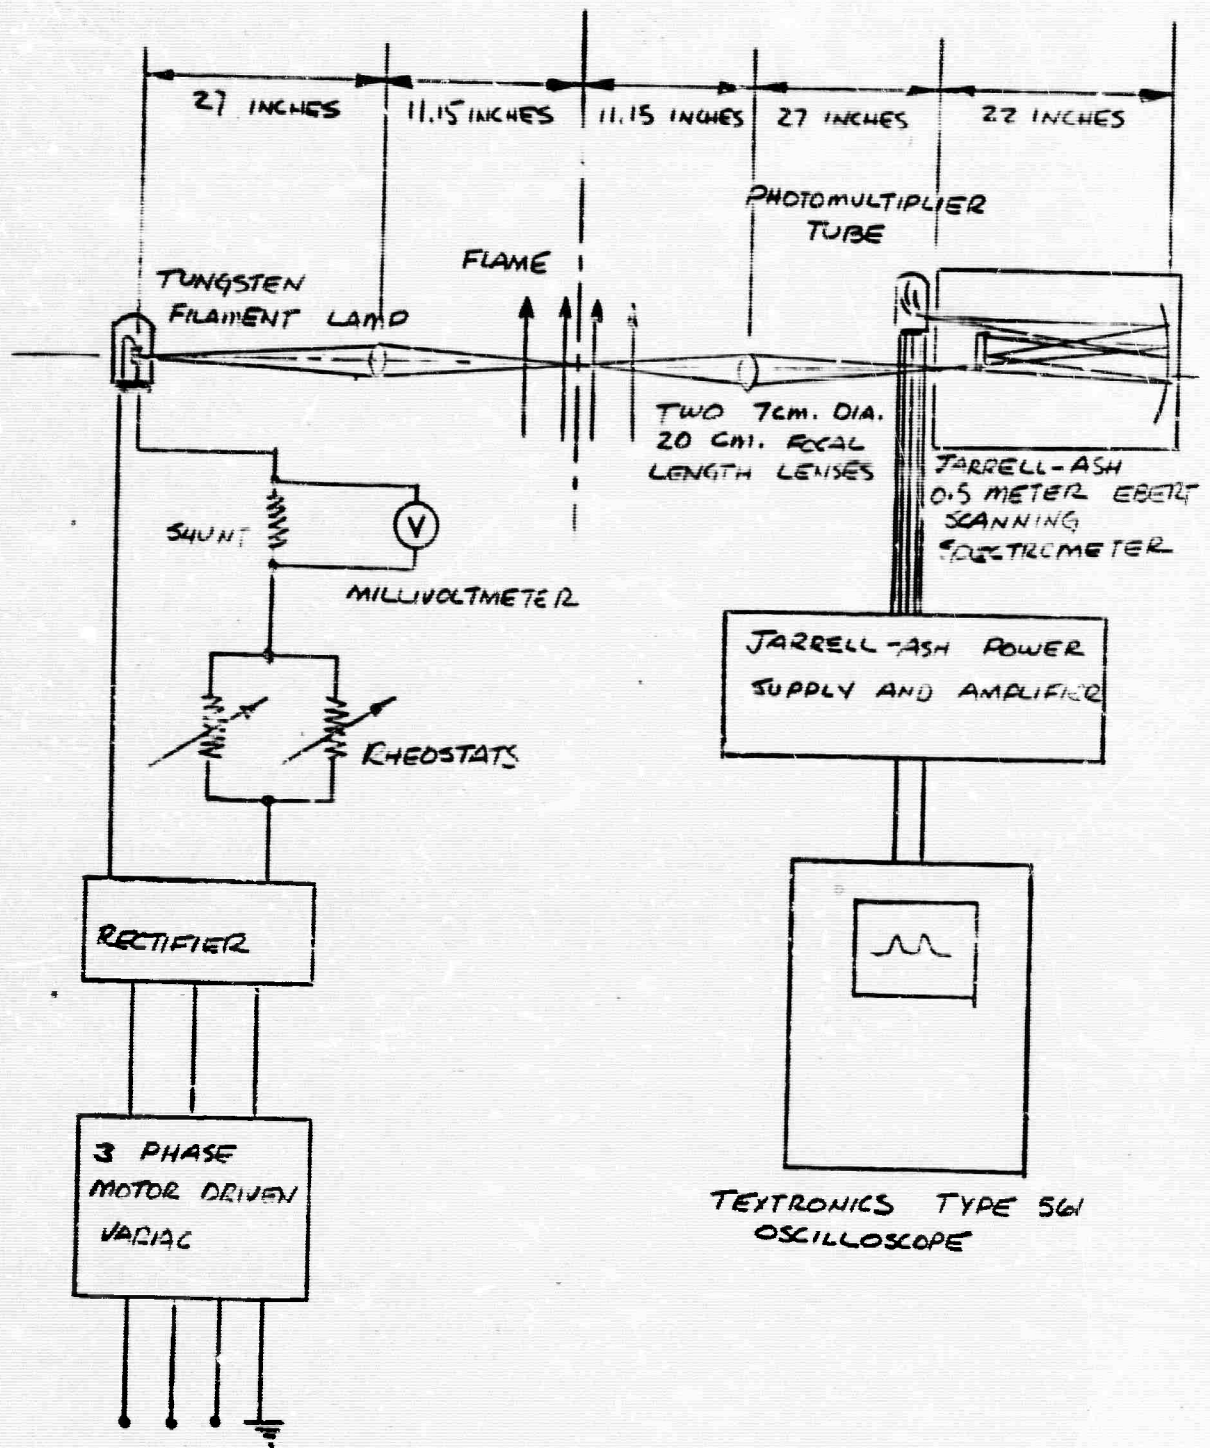 27 INCHES
11.15 INCHES
11.15 INCHES
27 INCHES
22 INCHES
PHOTOMULTIPLIER
TUBE
FLAME
TUNGSTEN
FILAMENT LAMP
TWO 7CM. DIA.
20 CM. FOCAL
LENGTH LENSES
JARRELL-ASH
0.5 METER EBERT
SCANNING
SPECTROMETER
SHUNT
V
MILLIVOLTMETER
JARRELL-ASH POWER
SUPPLY AND AMPLIFIER
RHEOSTATS
RECTIFIER
3 PHASE
MOTOR DRIVEN
VARIAC
TEXTRONICS TYPE 561
OSCILLOSCOPE